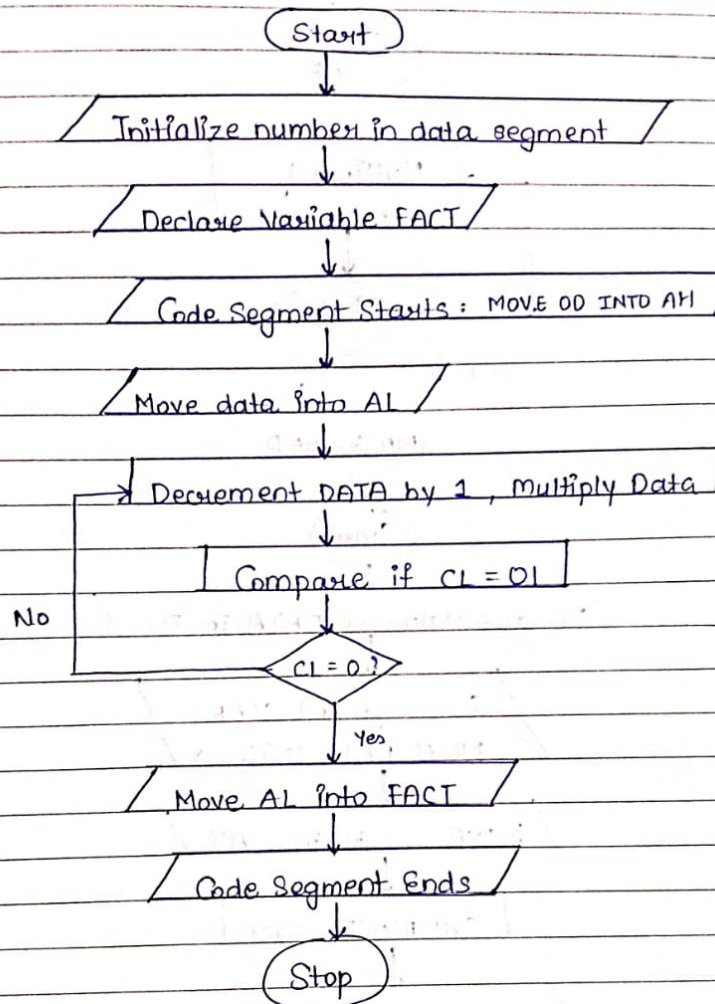 Start
Initialize number in data segment
Declare Variable FACT
Code Segment Starts : MOVE 00 INTO AH
Move data into AL
Decrement DATA by 1 , Multiply Data
Compare if CL = 01
No
CL = 0 ?
Yes
Move AL into FACT
Code Segment Ends
Stop